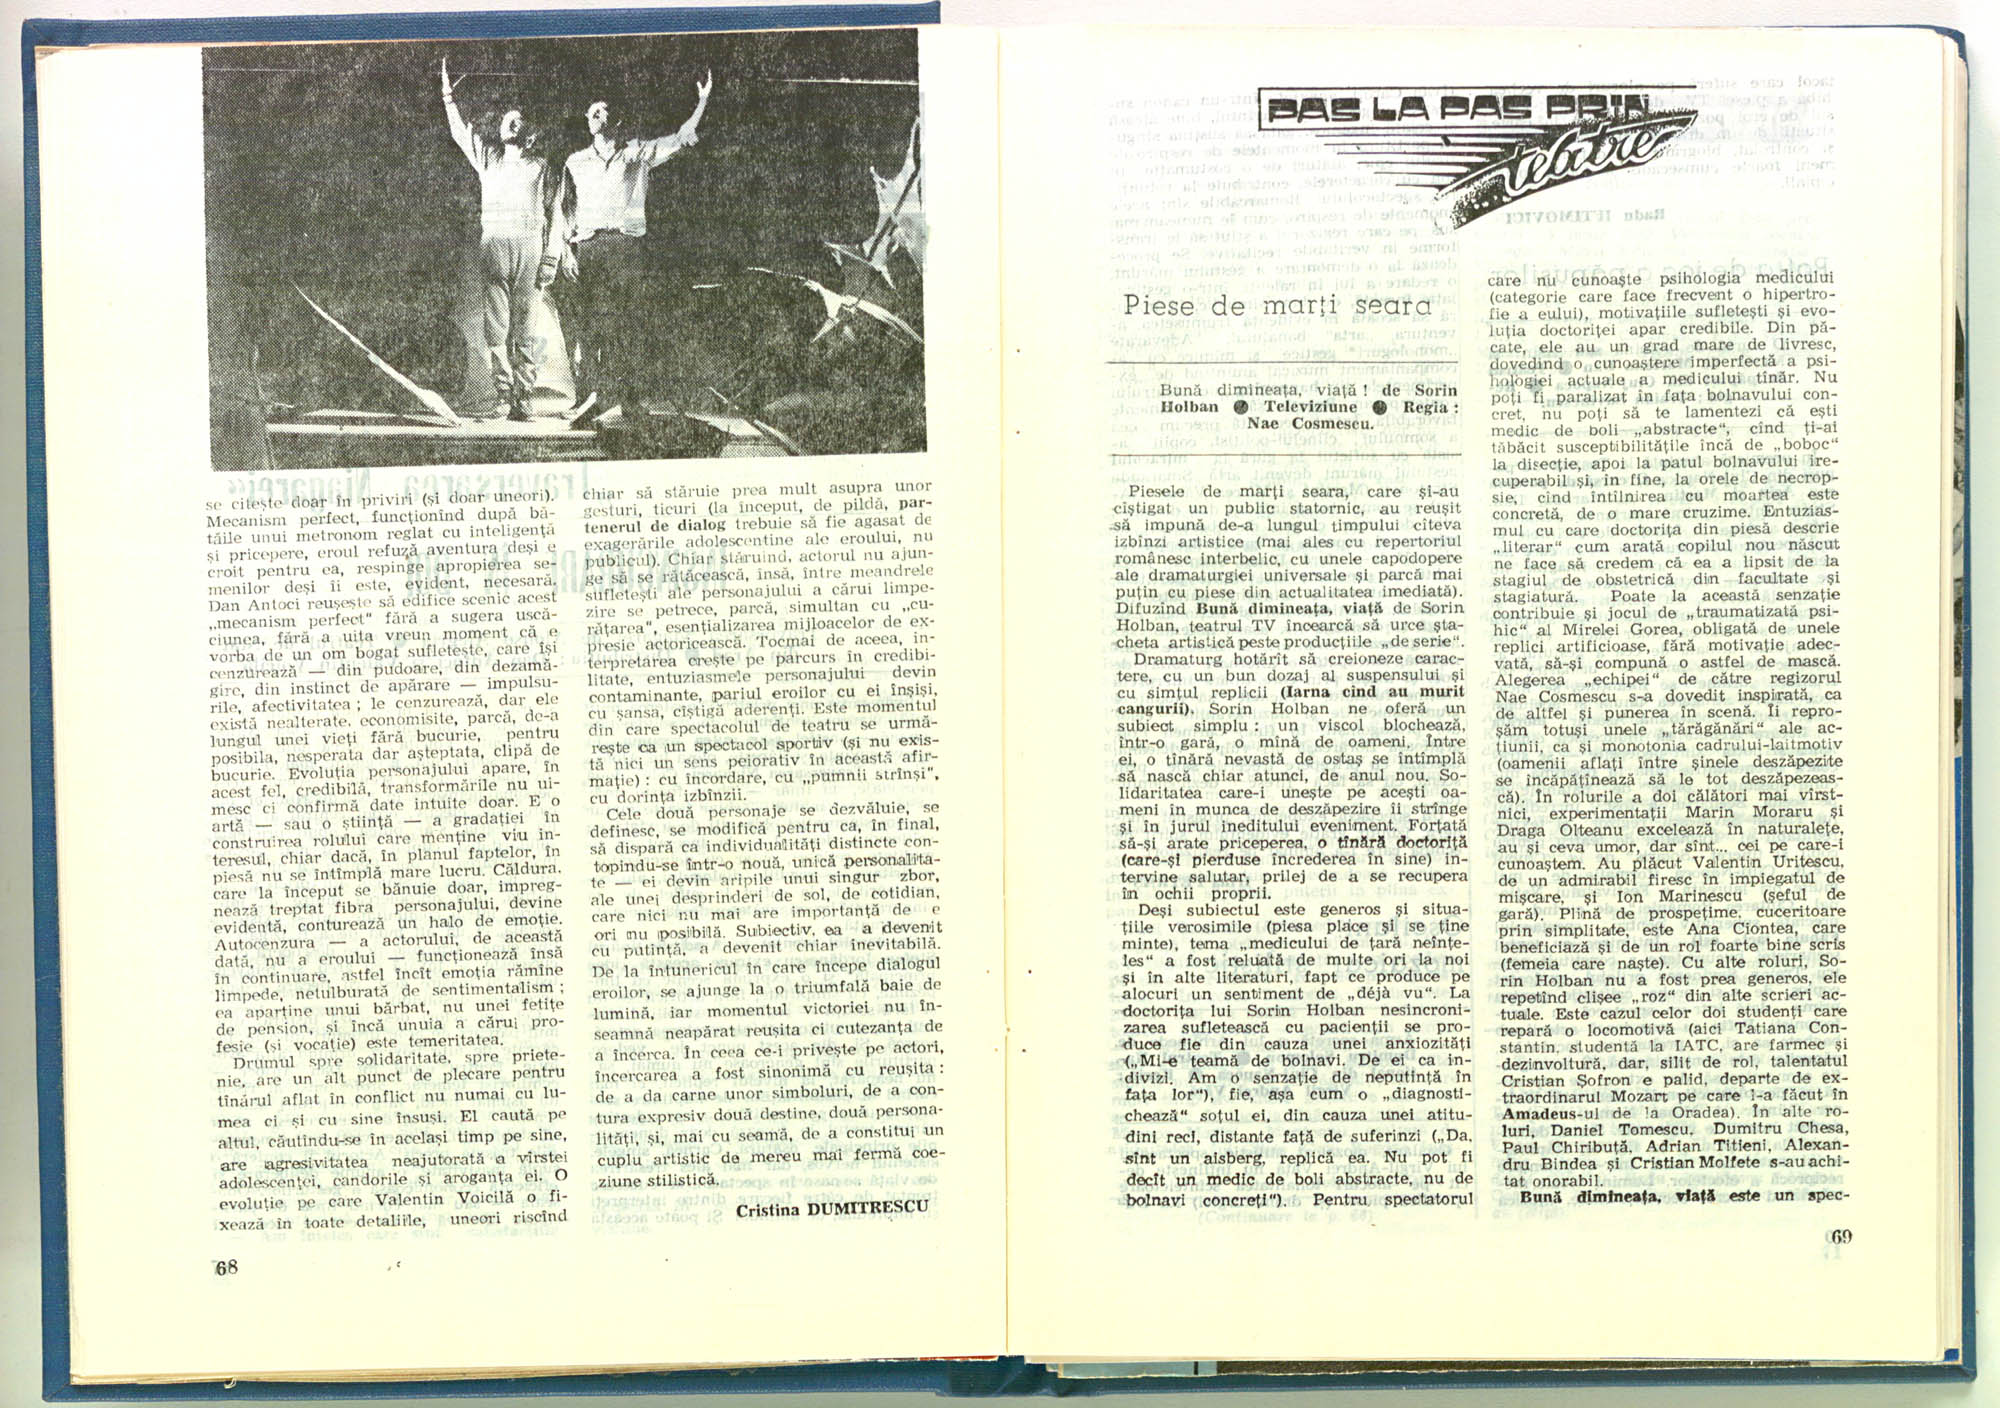 se citește doar în priviri (și doar uneori).
Mecanism perfect, funcționînd după bă-
tăile unui metronom reglat cu inteligență
și pricepere, eroul refuză aventura deși e
croit pentru ea, respinge apropierea se-
menilor deși îi este, evident, necesară.
Dan Antoci reușește să edifice scenic acest
„mecanism perfect" fără a sugera uscă-
ciunea, fără a uita vreun moment că e
vorba de un om bogat sufletește, care își
cenzurează — din pudoare, din dezamă-
gire, din instinct de apărare — impulsu-
rile, afectivitatea ; le cenzurează, dar ele
există nealterate, economisite, parcă, de-a
lungul unei vieți fără bucurie, pentru
posibila, nesperata dar așteptata, clipă de
bucurie. Evoluția personajului apare, în
acest fel, credibilă, transformările nu ui-
mesc ci confirmă date intuite doar. E o
artă — sau o știință — a gradației în
construirea rolului care menține viu in-
teresul, chiar dacă, în planul faptelor, în
piesă nu se întîmplă mare lucru. Căldura,
care la început se bănuie doar, impreg-
nează treptat fibra personajului, devine
evidentă, conturează un halo de emoție.
Autocenzura — a actorului, de această
dată, nu a eroului — funcționează însă
în continuare, astfel încît emoția rămîne
limpede, netulburată de sentimentalism ;
ea aparține unui bărbat, nu unei fetițe
de pension, și încă unuia a cărui pro-
fesie (și vocație) este temeritatea.
Drumul spre solidaritate, spre priete-
nie, are un alt punct de plecare pentru
tînărul aflat în conflict nu numai cu lu-
mea ci și cu sine însuși. El caută pe
altul, căutîndu-se în același timp pe sine,
are agresivitatea neajutorată a vîrstei
adolescenței, candorile și aroganța ei. O
evoluție pe care Valentin Voicilă o fi-
xează în toate detaliile, uneori riscînd
chiar să stăruie prea mult asupra unor
gesturi, ticuri (la început, de pildă, par-
tenerul de dialog trebuie să fie agasat de
exagerările adolescentine ale eroului, nu
publicul). Chiar stăruind, actorul nu ajun-
ge să se rătăcească, însă, între meandrele
sufletești ale personajului a cărui limpe-
zire se petrece, parcă, simultan cu „cu-
rățarea", esențializarea mijloacelor de ex-
presie actoricească. Tocmai de aceea, in-
terpretarea crește pe parcurs în credibi-
litate, entuziasmele personajului devin
contaminante, pariul eroilor cu ei înșiși,
cu șansa, cîștigă aderenți. Este momentul
din care spectacolul de teatru se urmă-
rește ca un spectacol sportiv (și nu exis-
tă nici un sens peiorativ în această afir-
mație) : cu încordare, cu „pumnii strînși",
cu dorința izbînzii.
Cele două personaje se dezvăluie, se
definesc, se modifică pentru ca, în final,
să dispară ca individualități distincte con-
topindu-se într-o nouă, unică personalita-
te — ei devin aripile unui singur zbor,
ale unei desprinderi de sol, de cotidian,
care nici nu mai are importanță de e
ori nu posibilă. Subiectiv, ea a devenit
cu putință, a devenit chiar inevitabilă.
De la întunericul în care începe dialogul
eroilor, se ajunge la o triumfală baie de
lumină, iar momentul victoriei nu în-
seamnă neapărat reușita ci cutezanța de
a încerca. În ceea ce-i privește pe actori,
încercarea a fost sinonimă cu reușita :
de a da carne unor simboluri, de a con-
tura expresiv două destine, două persona-
lități, și, mai cu seamă, de a constitui un
cuplu artistic de mereu mai fermă coe-
ziune stilistică.
Cristina DUMITRESCU
68
PAS LA PAS PRIN
teatre
Piese de marți seara
Bună dimineața, viață ! de Sorin
Holban ● Televiziune ● Regia :
Nae Cosmescu.
Piesele de marți seara, care și-au
cîștigat un public statornic, au reușit
să impună de-a lungul timpului cîteva
izbînzi artistice (mai ales cu repertoriul
românesc interbelic, cu unele capodopere
ale dramaturgiei universale și parcă mai
puțin cu piese din actualitatea imediată).
Difuzînd Bună dimineața, viață de Sorin
Holban, teatrul TV încearcă să urce șta-
cheta artistică peste producțiile „de serie".
Dramaturg hotărît să creioneze carac-
tere, cu un bun dozaj al suspensului și
cu simțul replicii (Iarna cînd au murit
cangurii), Sorin Holban ne oferă un
subiect simplu : un viscol blochează,
într-o gară, o mînă de oameni. Între
ei, o tînără nevastă de ostaș se întîmplă
să nască chiar atunci, de anul nou. So-
lidaritatea care-i unește pe acești oa-
meni în munca de deszăpezire îi strînge
și în jurul ineditului eveniment. Forțată
să-și arate priceperea, o tînără doctoriță
(care-și pierduse încrederea în sine) in-
tervine salutar, prilej de a se recupera
în ochii proprii.
Deși subiectul este generos și situa-
țiile verosimile (piesa place și se ține
minte), tema „medicului de țară neînțe-
les" a fost reluată de multe ori la noi
și în alte literaturi, fapt ce produce pe
alocuri un sentiment de „déjà vu". La
doctorița lui Sorin Holban nesincroni-
zarea sufletească cu pacienții se pro-
duce fie din cauza unei anxiozități
(„Mi-e teamă de bolnavi. De ei ca in-
divizi. Am o senzație de neputință în
fața lor"), fie, așa cum o „diagnosti-
chează" soțul ei, din cauza unei atitu-
dini reci, distante față de suferinzi („Da,
sînt un aisberg, replică ea. Nu pot fi
decît un medic de boli abstracte, nu de
bolnavi concreți"). Pentru spectatorul
care nu cunoaște psihologia medicului
(categorie care face frecvent o hipertro-
fie a eului), motivațiile sufletești și evo-
luția doctoriței apar credibile. Din pă-
cate, ele au un grad mare de livresc,
dovedind o cunoaștere imperfectă a psi-
hologiei actuale a medicului tînăr. Nu
poți fi paralizat în fața bolnavului con-
cret, nu poți să te lamentezi că ești
medic de boli „abstracte", cînd ți-ai
tăbăcit susceptibilitățile încă de „boboc"
la disecție, apoi la patul bolnavului ire-
cuperabil și, în fine, la orele de necrop-
sie, cînd întîlnirea cu moartea este
concretă, de o mare cruzime. Entuzias-
mul cu care doctorița din piesă descrie
„literar" cum arată copilul nou născut
ne face să credem că ea a lipsit de la
stagiul de obstetrică din facultate și
stagiatură. Poate la această senzație
contribuie și jocul de „traumatizată psi-
hic" al Mirelei Gorea, obligată de unele
replici artificioase, fără motivație adec-
vată, să-și compună o astfel de mască.
Alegerea „echipei" de către regizorul
Nae Cosmescu s-a dovedit inspirată, ca
de altfel și punerea în scenă. Îi repro-
șăm totuși unele „tărăgănări" ale ac-
țiunii, ca și monotonia cadrului-laitmotiv
(oamenii aflați între șinele deszăpezite
se încăpățînează să le tot deszăpezeas-
că). În rolurile a doi călători mai vîrst-
nici, experimentații Marin Moraru și
Draga Olteanu excelează în naturalețe,
au și ceva umor, dar sînt... cei pe care-i
cunoaștem. Au plăcut Valentin Uritescu,
de un admirabil firesc în impiegatul de
mișcare, și Ion Marinescu (șeful de
gară). Plină de prospețime, cuceritoare
prin simplitate, este Ana Ciontea, care
beneficiază și de un rol foarte bine scris
(femeia care naște). Cu alte roluri, So-
rin Holban nu a fost prea generos, ele
repetînd clișee „roz" din alte scrieri ac-
tuale. Este cazul celor doi studenți care
repară o locomotivă (aici Tatiana Con-
stantin, studentă la IATC, are farmec și
dezinvoltură, dar, silit de rol, talentatul
Cristian Șofron e palid, departe de ex-
traordinarul Mozart pe care l-a făcut în
Amadeus-ul de la Oradea). În alte ro-
luri, Daniel Tomescu, Dumitru Chesa,
Paul Chiribuță, Adrian Titieni, Alexan-
dru Bindea și Cristian Molfete s-au achi-
tat onorabil.
Bună dimineața, viață este un spec-
69